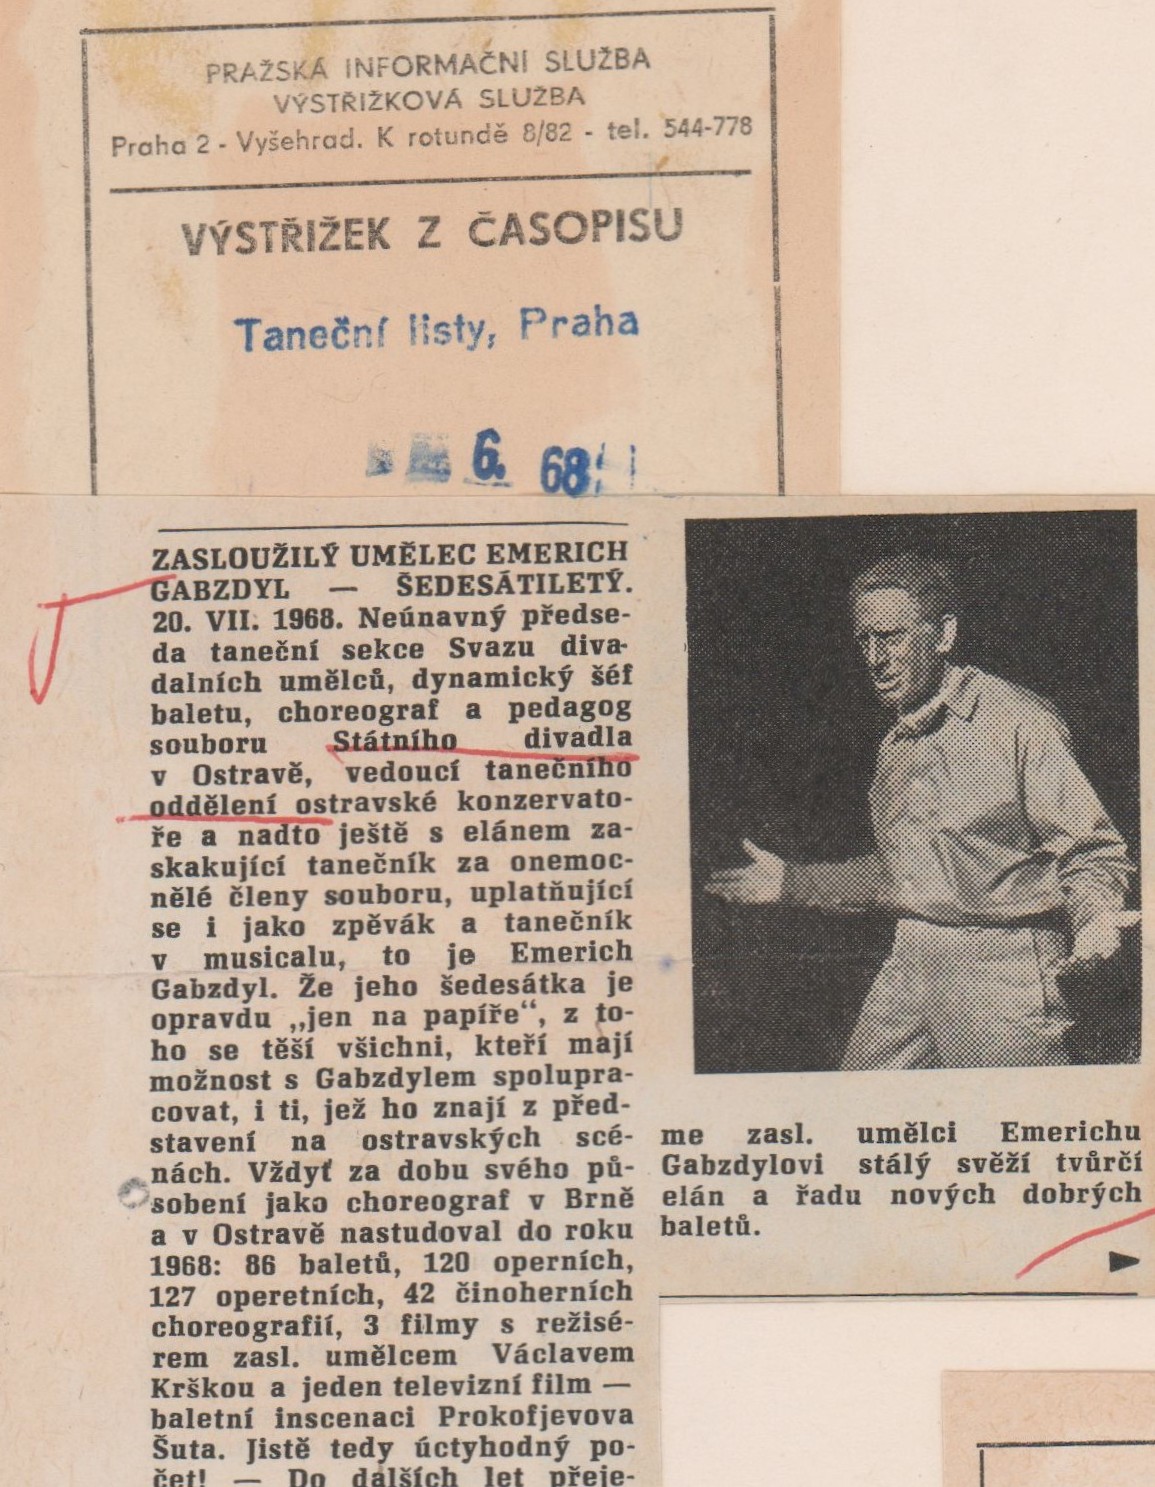 PRAŽSKÁ INFORMAČNÍ SLUŽBA
VÝSTŘIŽKOVÁ SLUŽBA
Praha 2 - Vyšehrad. K rotundě 8/82 - tel. 544-778
VÝSTŘIŽEK Z ČASOPISU
Taneční listy, Praha
6. 68
ZASLOUŽILÝ UMĚLEC EMERICH
GABZDYL — ŠEDESÁTILETÝ.
20. VII. 1968. Neúnavný předse-
da taneční sekce Svazu diva-
dalních umělců, dynamický šéf
baletu, choreograf a pedagog
souboru Státního divadla
v Ostravě, vedoucí tanečního
oddělení ostravské konzervato-
ře a nadto ještě s elánem za-
skakující tanečník za onemoc-
nělé členy souboru, uplatňující
se i jako zpěvák a tanečník
v musicalu, to je Emerich
Gabzdyl. Že jeho šedesátka je
opravdu „jen na papíře“, z to-
ho se těší všichni, kteří mají
možnost s Gabzdylem spolupra-
covat, i ti, jež ho znají z před-
stavení na ostravských scé-
nách. Vždyť za dobu svého pů-
sobení jako choreograf v Brně
a v Ostravě nastudoval do roku
1968: 86 baletů, 120 operních,
127 operetních, 42 činoherních
choreografií, 3 filmy s režisé-
rem zasl. umělcem Václavem
Krškou a jeden televizní film —
baletní inscenaci Prokofjevova
Šuta. Jistě tedy úctyhodný po-
čet! — Do dalších let přeje-
me zasl. umělci Emerichu
Gabzdylovi stálý svěží tvůrčí
elán a řadu nových dobrých
baletů.